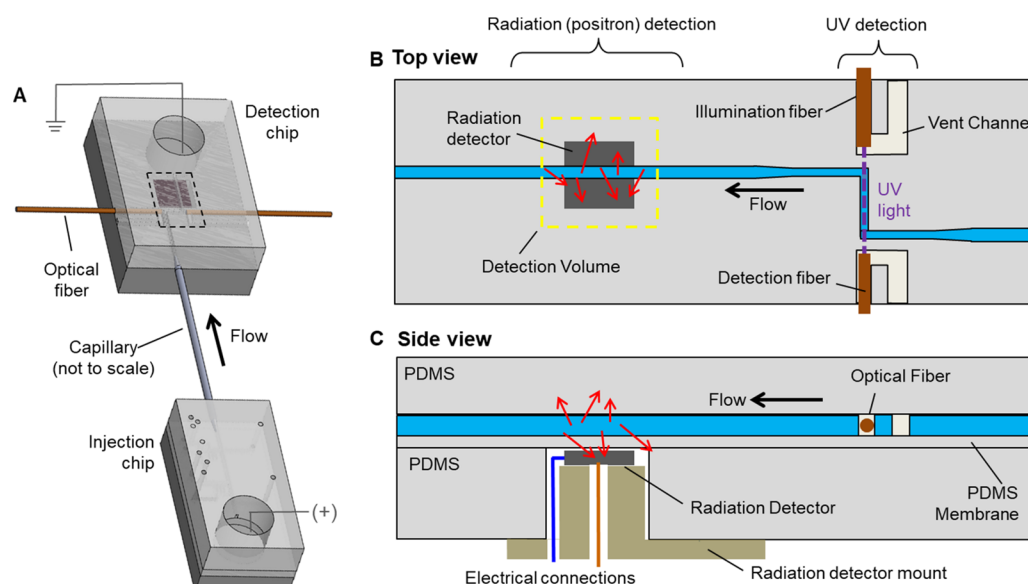 A
Detection
chip
Optical
fiber
Flow
Capillary
(not to scale)
Injection
chip
(+)
Radiation (positron) detection
UV detection
B Top view
Radiation
detector
Illumination fiber
Vent Channel
Flow
UV
light
Detection Volume
Detection fiber
C Side view
PDMS
Flow
Optical Fiber
PDMS
Radiation Detector
PDMS
Membrane
Electrical connections
Radiation detector mount